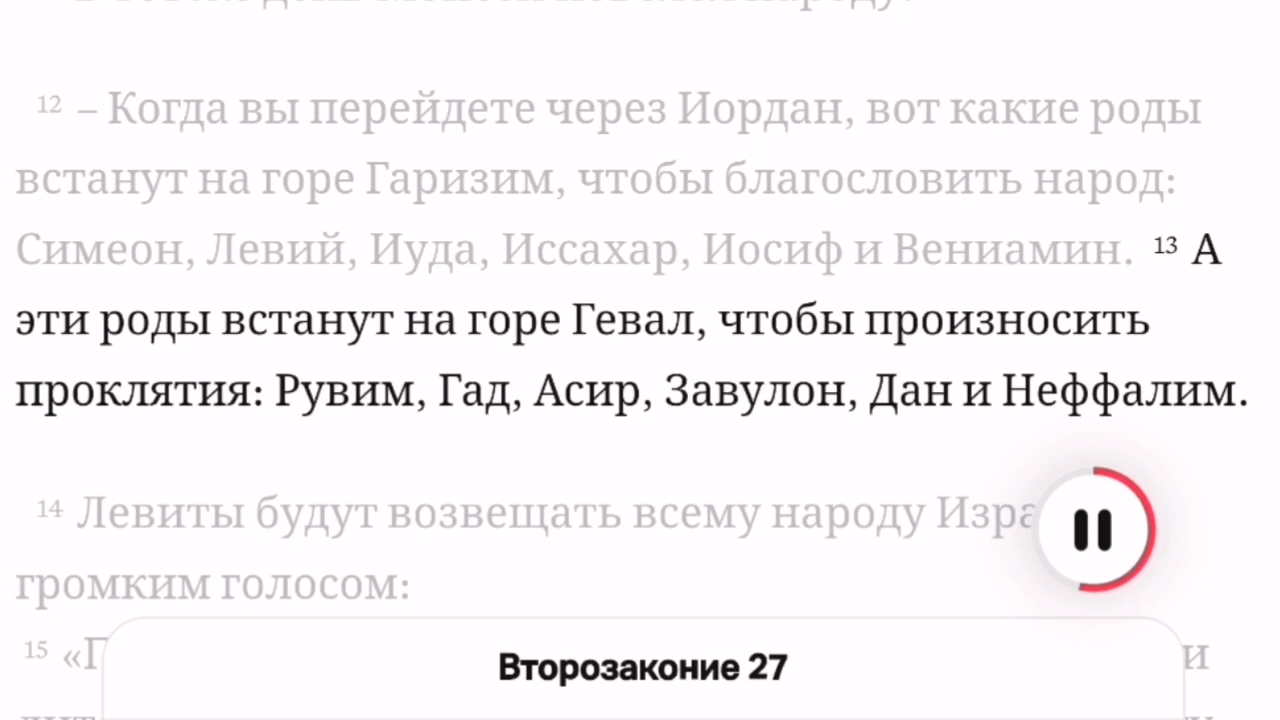 12 – Когда вы перейдете через Иордан, вот какие роды
встанут на горе Гаризим, чтобы благословить народ:
Симеон, Левий, Иуда, Иссахар, Иосиф и Вениамин. 13 А
эти роды встанут на горе Гевал, чтобы произносить
проклятия: Рувим, Гад, Асир, Завулон, Дан и Неффалим.
14 Левиты будут возвещать всему народу
громким голосом:
15
Второзаконие 27